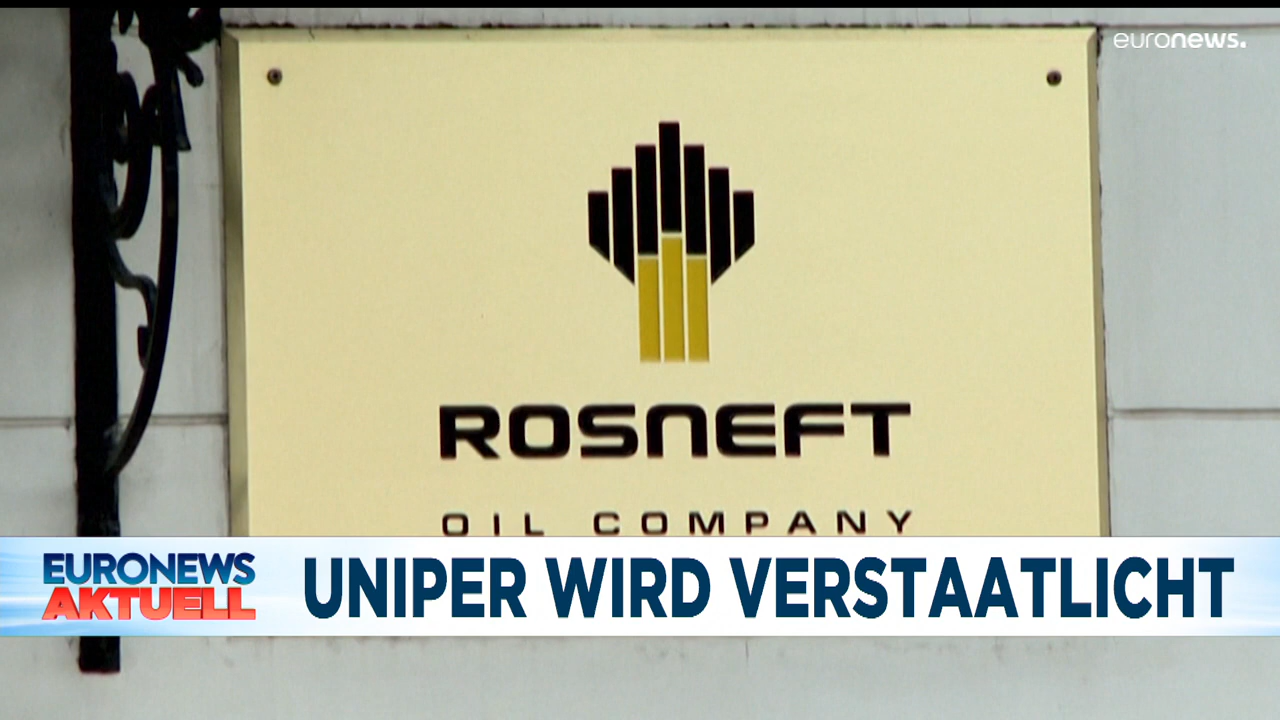 euronews.
ROSNEFT
OIL COMPANY
EURONEWS
AKTUELL
UNIPER WIRD VERSTAATLICHT